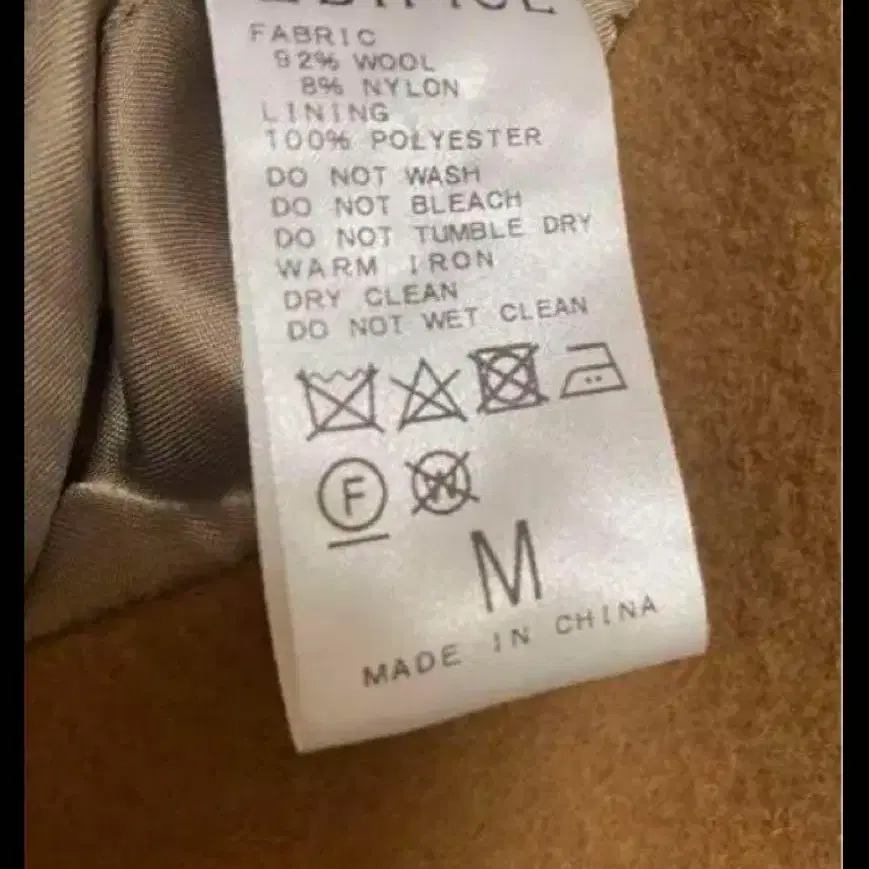 FABRIC
92% WOOL
8% NYLON
LINING
100% POLYESTER
DO NOT WASH
DO NOT BLEACH
DO NOT TUMBLE DRY
WARM IRON
DRY CLEAN
DO NOT WET CLEAN
F W
M
MADE IN CHINA